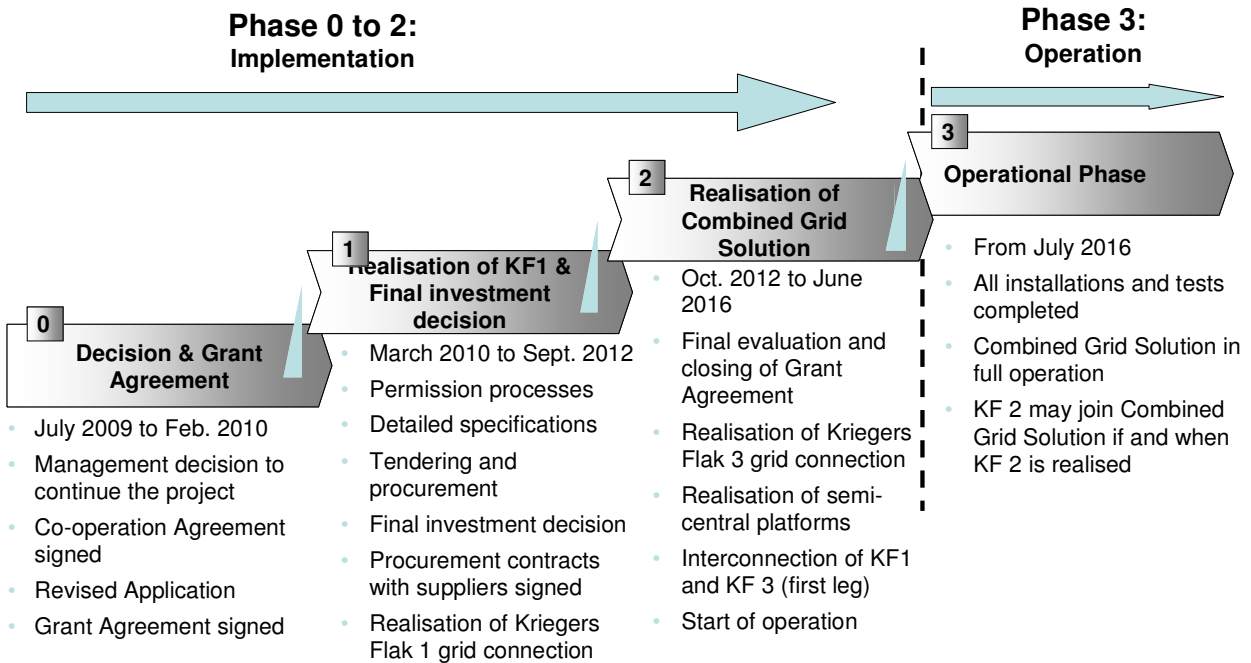 Phase 0 to 2:
Implementation
Phase 3:
Operation
0
Decision & Grant
Agreement
• July 2009 to Feb. 2010
• Management decision to
continue the project
• Co-operation Agreement
signed
• Revised Application
• Grant Agreement signed
1
Realisation of KF1 &
Final investment
decision
• March 2010 to Sept. 2012
• Permission processes
• Detailed specifications
• Tendering and
procurement
• Final investment decision
• Procurement contracts
with suppliers signed
• Realisation of Kriegers
Flak 1 grid connection
2
Realisation of
Combined Grid
Solution
• Oct. 2012 to June
2016
• Final evaluation and
closing of Grant
Agreement
• Realisation of Kriegers
Flak 3 grid connection
• Realisation of semi-
central platforms
• Interconnection of KF1
and KF 3 (first leg)
• Start of operation
3
Operational Phase
• From July 2016
• All installations and tests
completed
• Combined Grid Solution in
full operation
• KF 2 may join Combined
Grid Solution if and when
KF 2 is realised